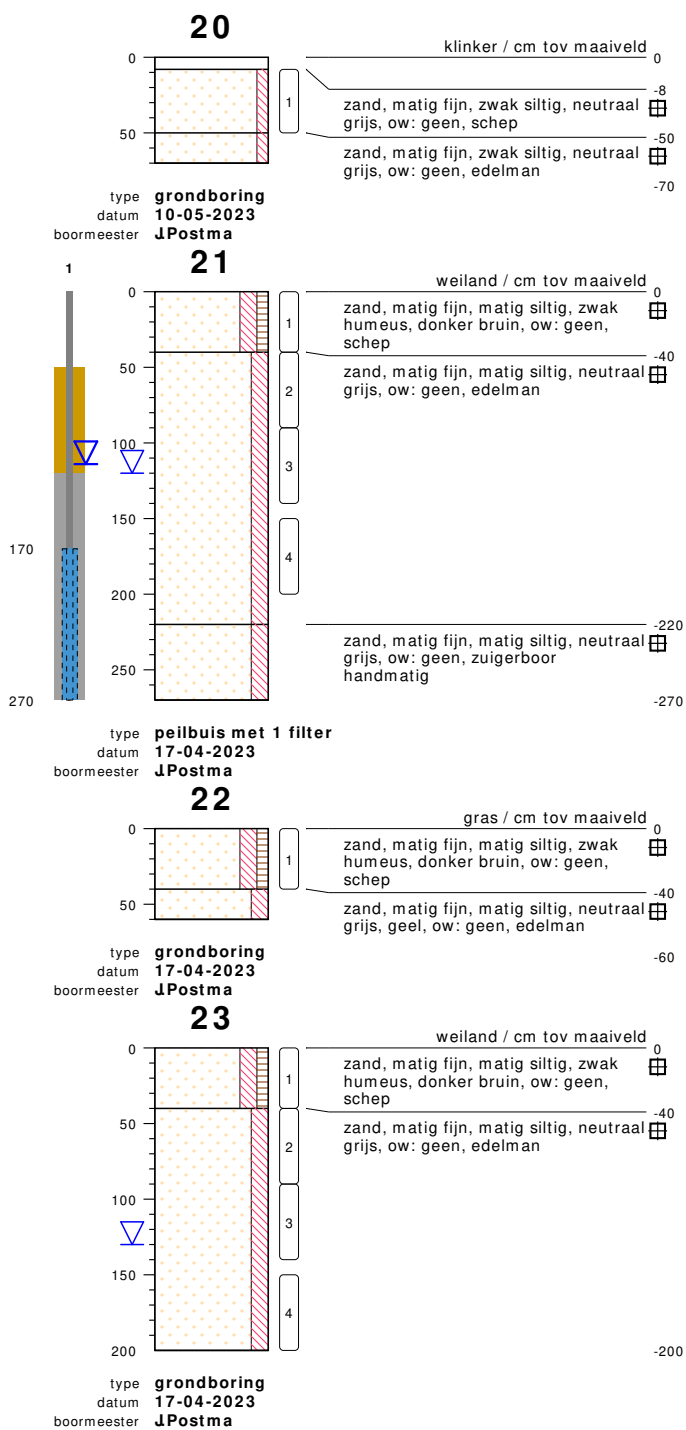 20
klinker / cm tov maaiveld
0
0
-8
zand, matig fijn, zwak siltig, neutraal
grijs, ow: geen, schep
1
50
-50
zand, matig fijn, zwak siltig, neutraal
grijs, ow: geen, edelman
-70
type grondboring
datum 10-05-2023
boormeester JPostma
21
1
weiland / cm tov maaiveld
0
0
zand, matig fijn, matig siltig, zwak
humeus, donker bruin, ow: geen,
schep
1
-40
50
zand, matig fijn, matig siltig, neutraal
grijs, ow: geen, edelman
2
100
3
150
170
4
200
-220
zand, matig fijn, matig siltig, neutraal
grijs, ow: geen, zuigerboor
handmatig
250
270
-270
type peilbuis met 1 filter
datum 17-04-2023
boormeester JPostma
22
gras / cm tov maaiveld
0
0
zand, matig fijn, matig siltig, zwak
humeus, donker bruin, ow: geen,
schep
1
-40
50
zand, matig fijn, matig siltig, neutraal
grijs, geel, ow: geen, edelman
-60
type grondboring
datum 17-04-2023
boormeester JPostma
23
weiland / cm tov maaiveld
0
0
zand, matig fijn, matig siltig, zwak
humeus, donker bruin, ow: geen,
schep
1
-40
50
zand, matig fijn, matig siltig, neutraal
grijs, ow: geen, edelman
2
100
3
150
4
200
-200
type grondboring
datum 17-04-2023
boormeester JPostma